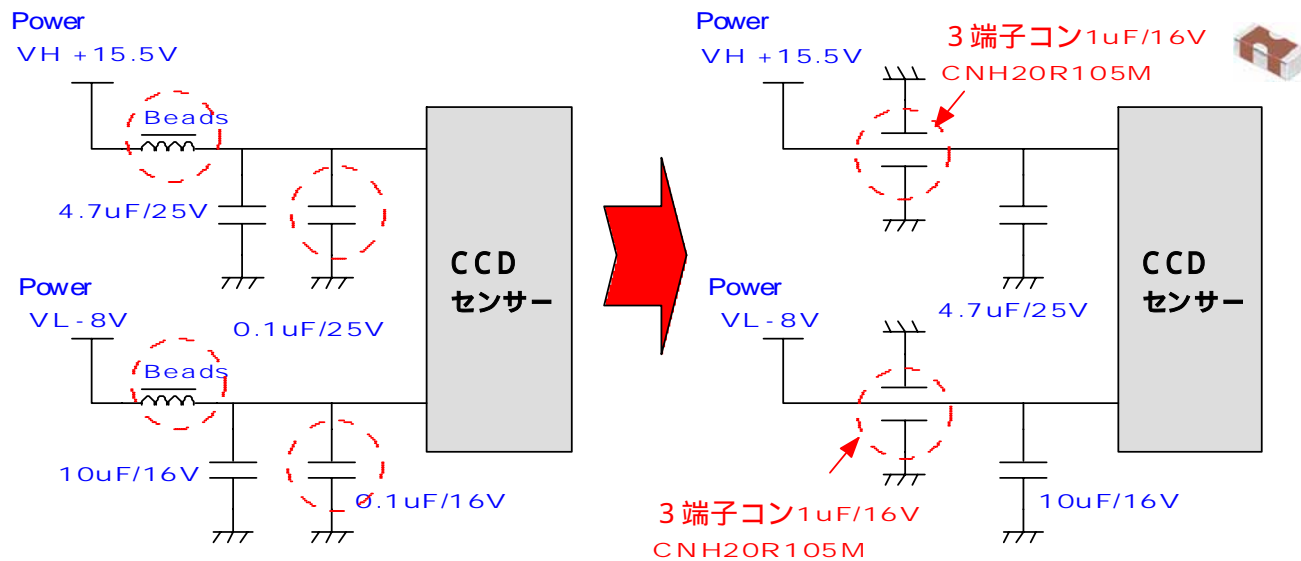 Power
VH +15.5V
Beads
4.7uF/25V
0.1uF/25V
Power
VL-8V
Beads
10uF/16V
0.1uF/16V
CCD
センサー
Power
VH +15.5V
3端子コン1uF/16V
CNH20R105M
4.7uF/25V
Power
VL-8V
3端子コン1uF/16V
CNH20R105M
10uF/16V
CCD
センサー